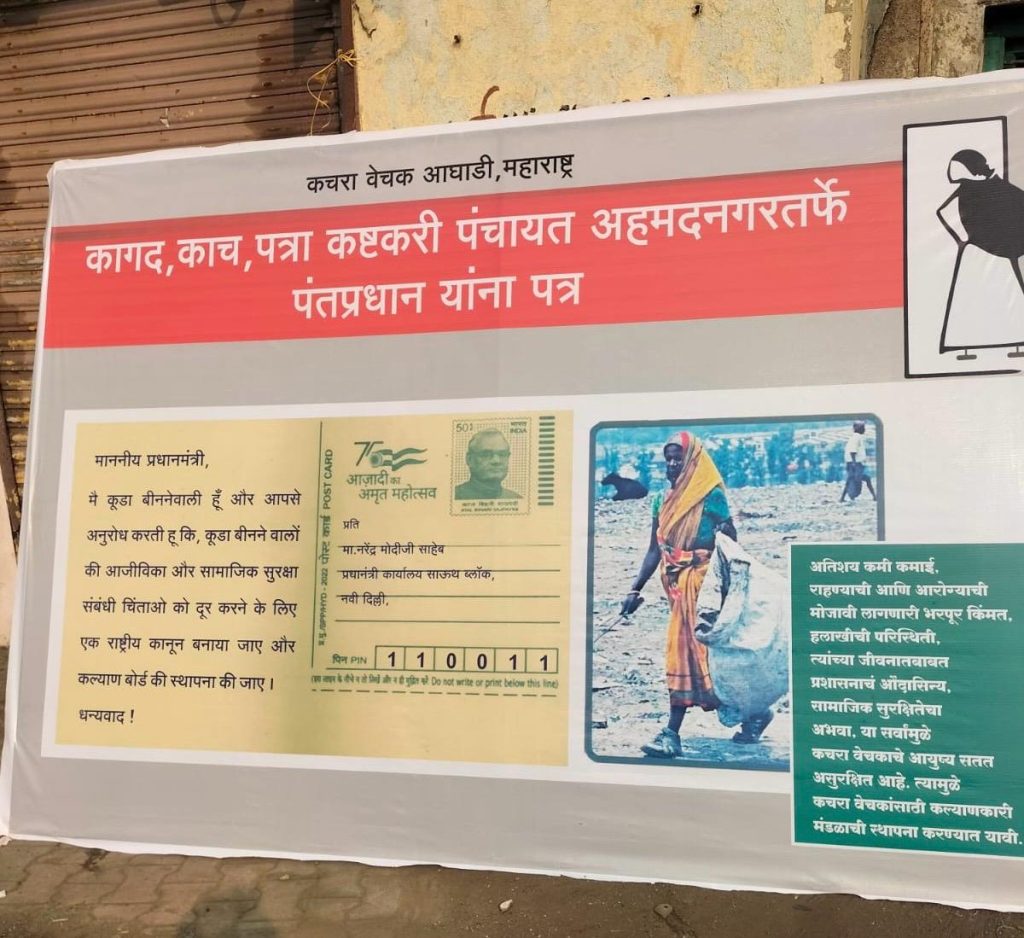 कचरा वेचक आघाडी,महाराष्ट्र
कागद,काच,पत्रा कष्टकरी पंचायत अहमदनगरतर्फे
पंतप्रधान यांना पत्र
माननीय प्रधानमंत्री,
मै कूडा बीननेवाली हूँ और आपसे
अनुरोध करती हू कि, कूडा बीनने वालों
की आजीविका और सामाजिक सुरक्षा
संबंधी चिंताओ को दूर करने के लिए
एक राष्ट्रीय कानून बनाया जाए और
कल्याण बोर्ड की स्थापना की जाए।
धन्यवाद !
पोस्ट कार्ड POST CARD
75
आज़ादी का
अमृत महोत्सव
501
भारत
INDIA
प्रति
मा.नरेंद्र मोदीजी साहेब
प्रधानंत्री कार्यालय साऊथ ब्लॉक,
नवी दिल्ली,
पिन PIN 1 1 0 0 1 1
Do not write or print below this line)
अतिशय कमी कमाई,
राहण्याची आणि आरोग्याची
मोजावी लागणारी भरपूर किंमत,
हलाखीची परिस्थिती,
त्यांच्या जीवनातबाबत
प्रशासनाचं औदासिन्य,
सामाजिक सुरक्षितेचा
अभवा. या सर्वांमुळे
कचरा वेचकाचे आयुष्य सतत
असुरक्षित आहे. त्यामुळे
कचरा वेचकांसाठी कल्याणकारी
मंडळाची स्थापना करण्यात यावी.